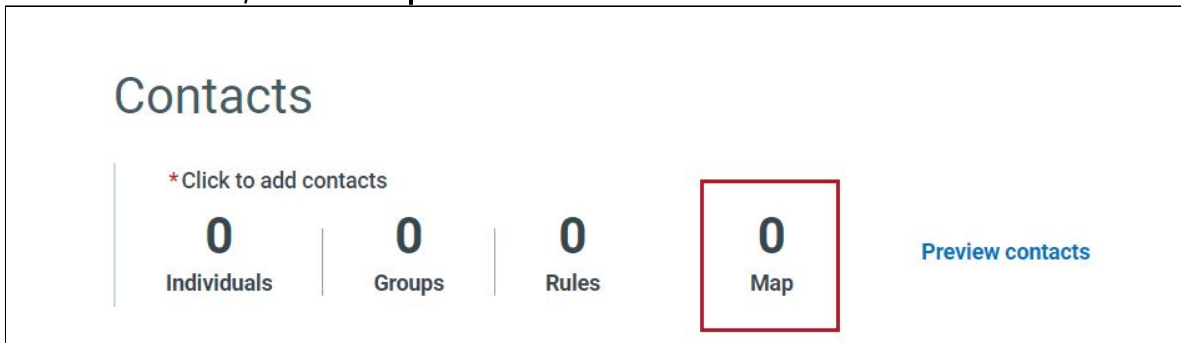 Contacts
*Click to add contacts
0 0 0 0
Individuals Groups Rules Map
Preview contacts